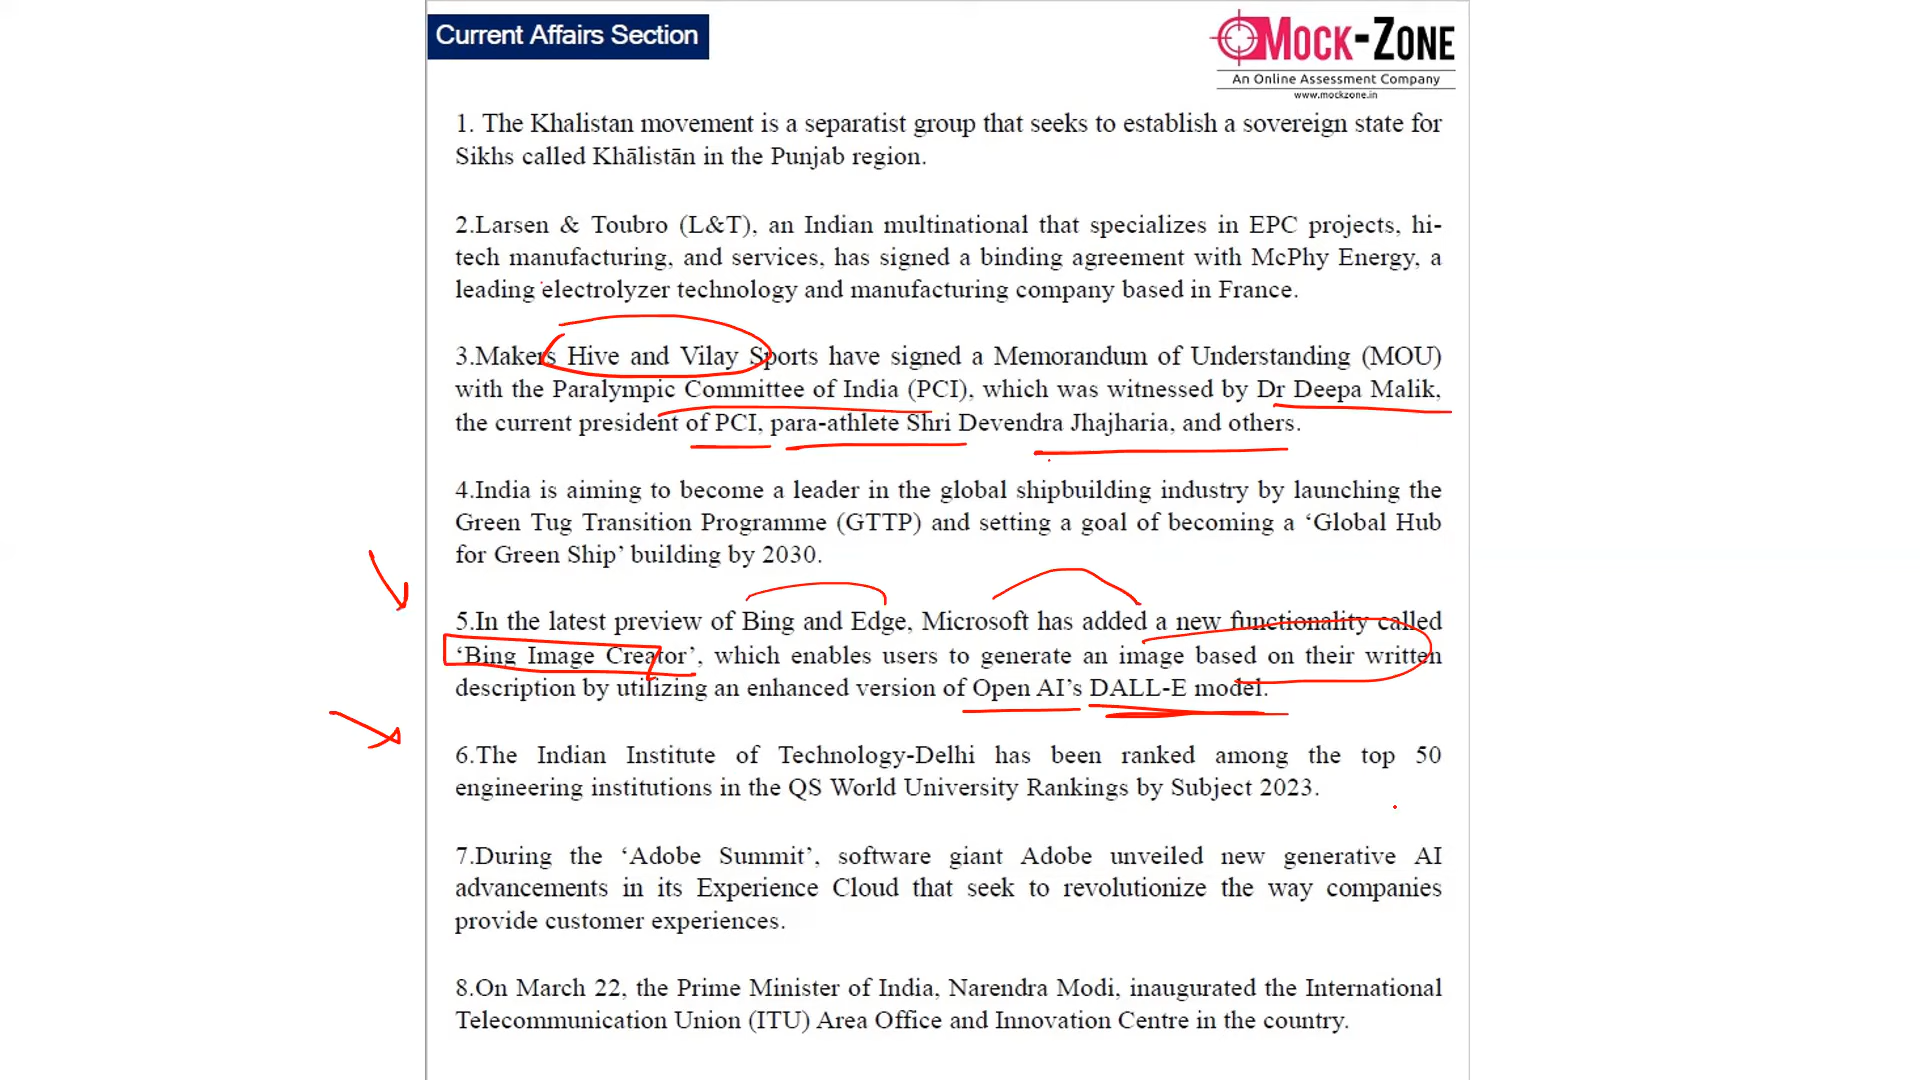 Current Affairs Section
MOCK-ZONE
An Online Assessment Company
www.mockzone.in
1. The Khalistan movement is a separatist group that seeks to establish a sovereign state for
Sikhs called Khālistān in the Punjab region.
2.Larsen & Toubro (L&T), an Indian multinational that specializes in EPC projects, hi-
tech manufacturing, and services, has signed a binding agreement with McPhy Energy, a
leading electrolyzer technology and manufacturing company based in France.
3.Makers Hive and Vilay Sports have signed a Memorandum of Understanding (MOU)
with the Paralympic Committee of India (PCI), which was witnessed by Dr Deepa Malik,
the current president of PCI, para-athlete Shri Devendra Jhajharia, and others.
4.India is aiming to become a leader in the global shipbuilding industry by launching the
Green Tug Transition Programme (GTTP) and setting a goal of becoming a ‘Global Hub
for Green Ship’ building by 2030.
5.In the latest preview of Bing and Edge, Microsoft has added a new functionality called
‘Bing Image Creator’, which enables users to generate an image based on their written
description by utilizing an enhanced version of Open AI’s DALL-E model.
6.The Indian Institute of Technology-Delhi has been ranked among the top 50
engineering institutions in the QS World University Rankings by Subject 2023.
7.During the ‘Adobe Summit’, software giant Adobe unveiled new generative AI
advancements in its Experience Cloud that seek to revolutionize the way companies
provide customer experiences.
8.On March 22, the Prime Minister of India, Narendra Modi, inaugurated the International
Telecommunication Union (ITU) Area Office and Innovation Centre in the country.